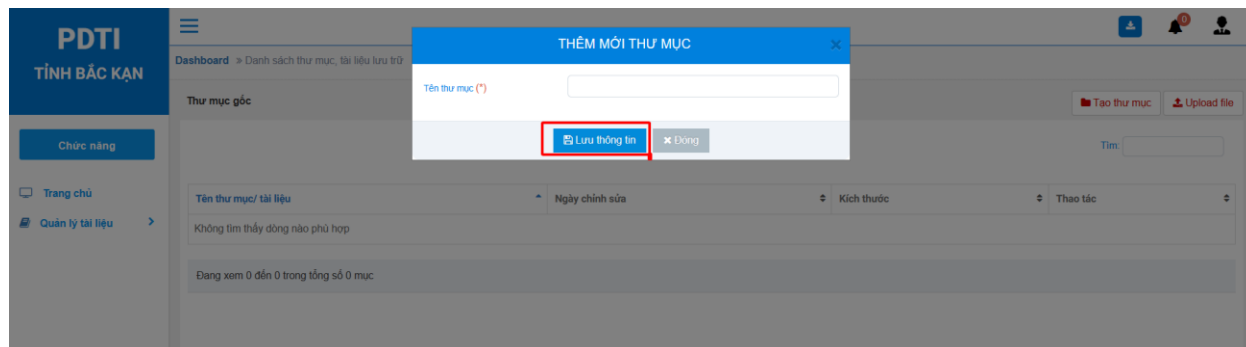 PDTI
TỈNH BẮC KẠN
Chức năng
Trang chủ
Quản lý tài liệu
0
Dashboard » Danh sách thư mục, tài liệu lưu trữ
Thư mục gốc
Tạo thư mục
Upload file
THÊM MỚI THƯ MỤC
Tên thư mục (*)
Lưu thông tin
Đóng
Tìm:
Tên thư mục/ tài liệu Ngày chỉnh sửa Kích thước Thao tác
Không tìm thấy dòng nào phù hợp
Đang xem 0 đến 0 trong tổng số 0 mục